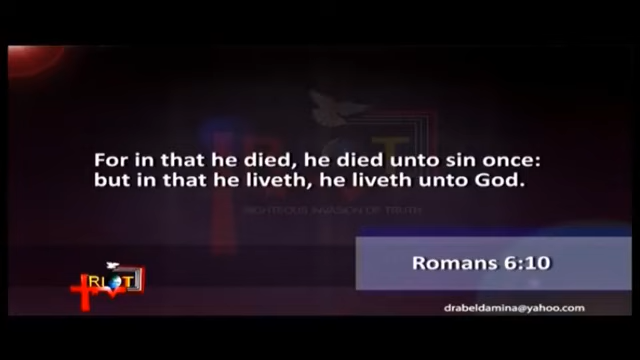 For in that he died, he died unto sin once:
but in that he liveth, he liveth unto God.
RIGHTEOUS INVASION OF TRUTH
Romans 6:10
RIOT
TV
drabeldamina@yahoo.com